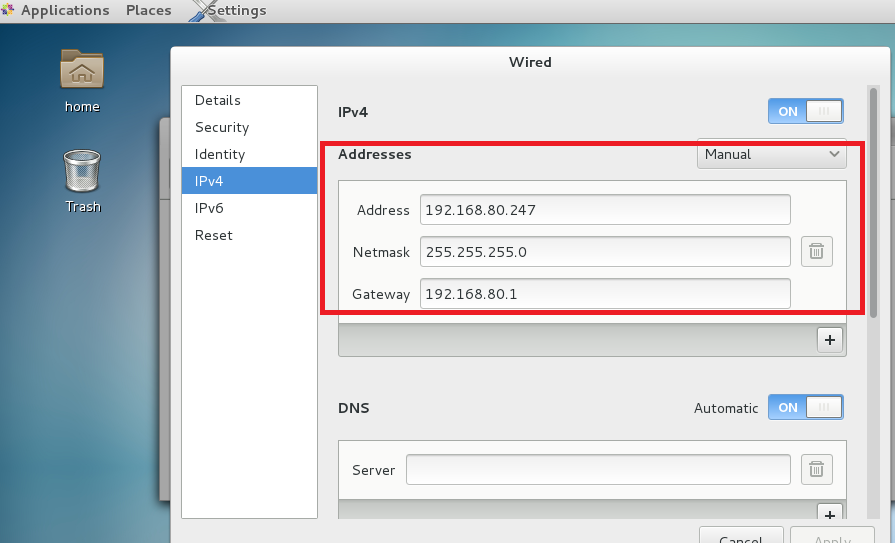 Applications Places Settings
Wired
home
Trash
Details
Security
Identity
IPv4
IPv6
Reset
IPv4 ON
Addresses Manual
Address 192.168.80.247
Netmask 255.255.255.0
Gateway 192.168.80.1
+
DNS Automatic ON
Server
+
Cancel Apply